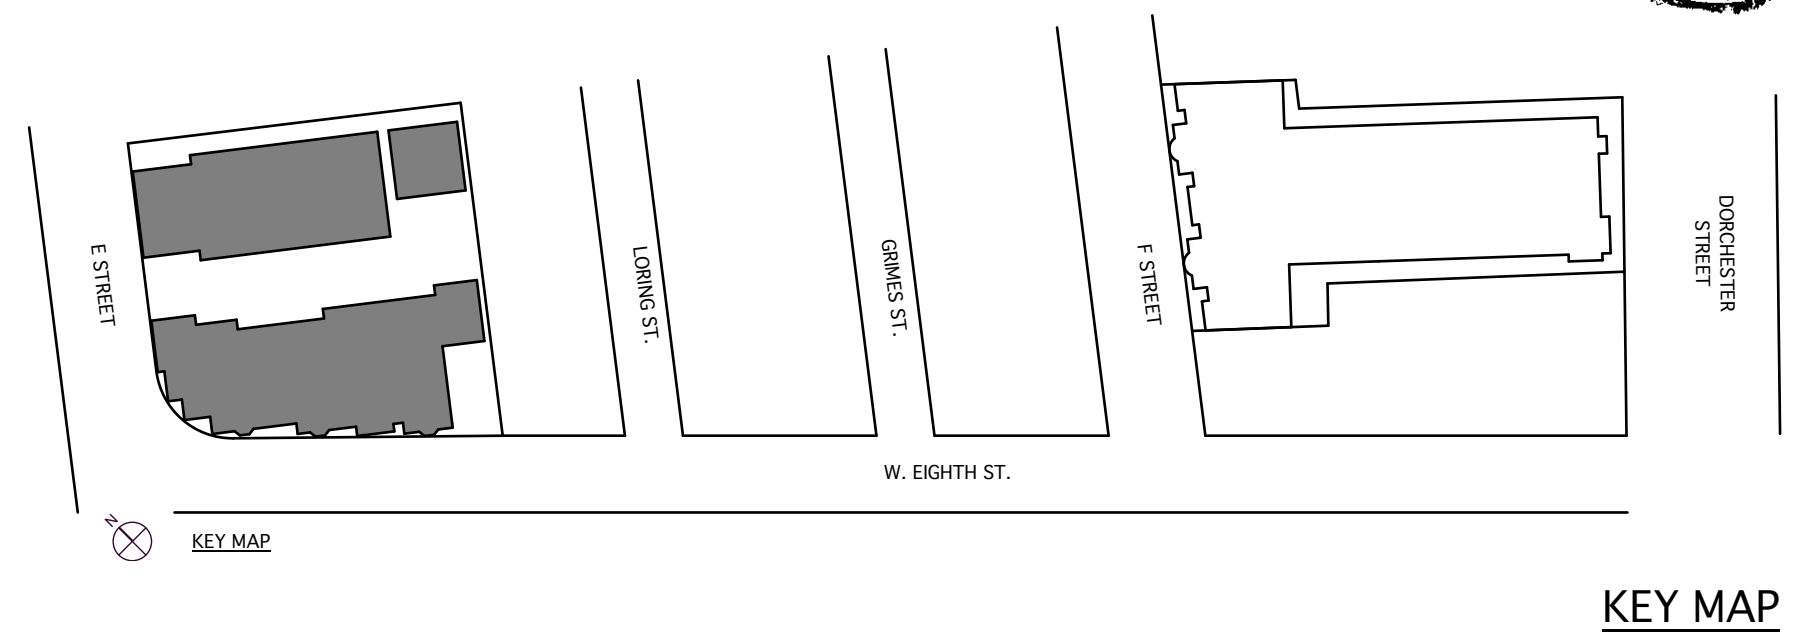 E STREET
LORING ST.
GRIMES ST.
F STREET
DORCHESTER
STREET
W. EIGHTH ST.
N
KEY MAP
KEY MAP